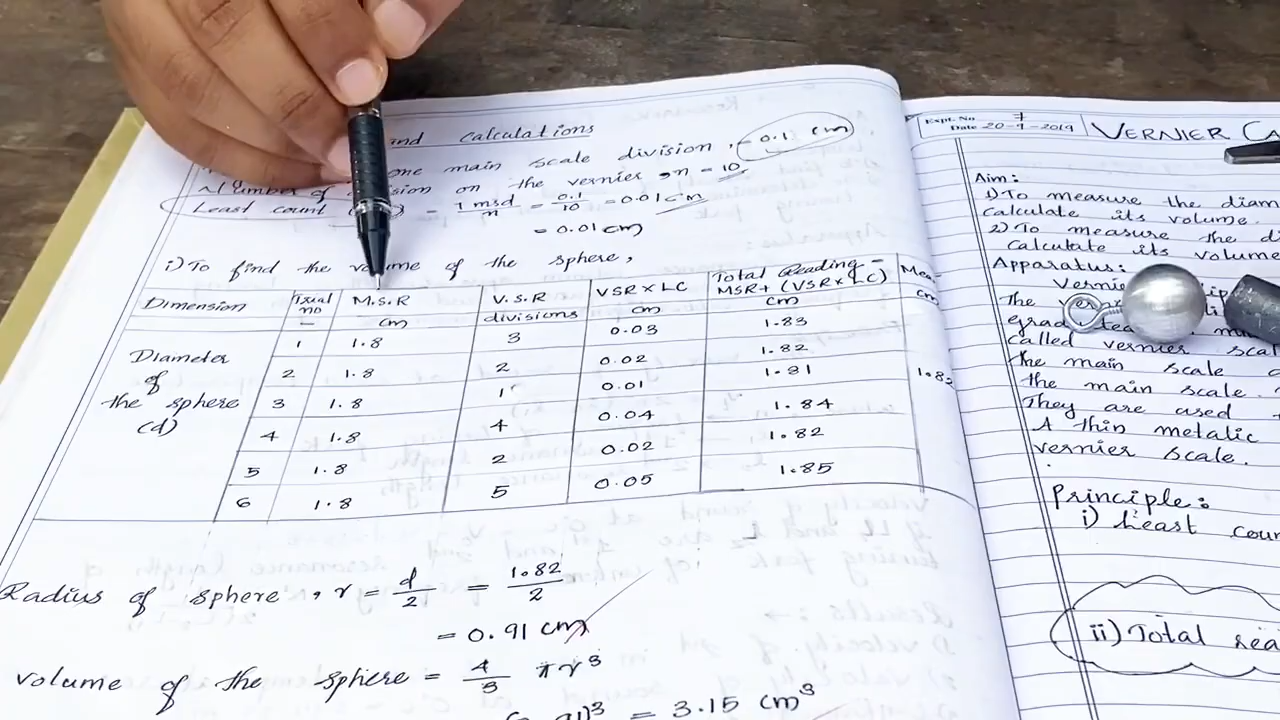 and calculations
one main scale division , = 0.1 cm
Number of division on the vernier , n = 10
Least count = 1 msd/n = 0.1/10 = 0.01 cm
= 0.01 cm
i) To find the volume of the sphere,
Dimension Trial no M.S.R cm V.S.R divisions VSR x LC cm Total Reading = MSR + (VSR x LC) cm Mea- cm
Diameter of the sphere (d)
1 1.8 3 0.03 1.83
2 1.8 2 0.02 1.82
3 1.8 1 0.01 1.81
4 1.8 4 0.04 1.84
5 1.8 2 0.02 1.82
6 1.8 5 0.05 1.85
Radius of sphere , r = d/2 = 1.82/2
= 0.91 cm
volume of the sphere = 4/3 πr³
= 3.15 cm³
Expt. No. 7
Date 20-9-2019
VERNIER CA
Aim:
1) To measure the diam
calculate its volume.
2) To measure the di
calculate its volume
Apparatus:
The
called vernier scal
the main scale
the main scale.
They are used
A thin metalic
vernier scale.
Principle:
i) Least coun
ii) Total rea